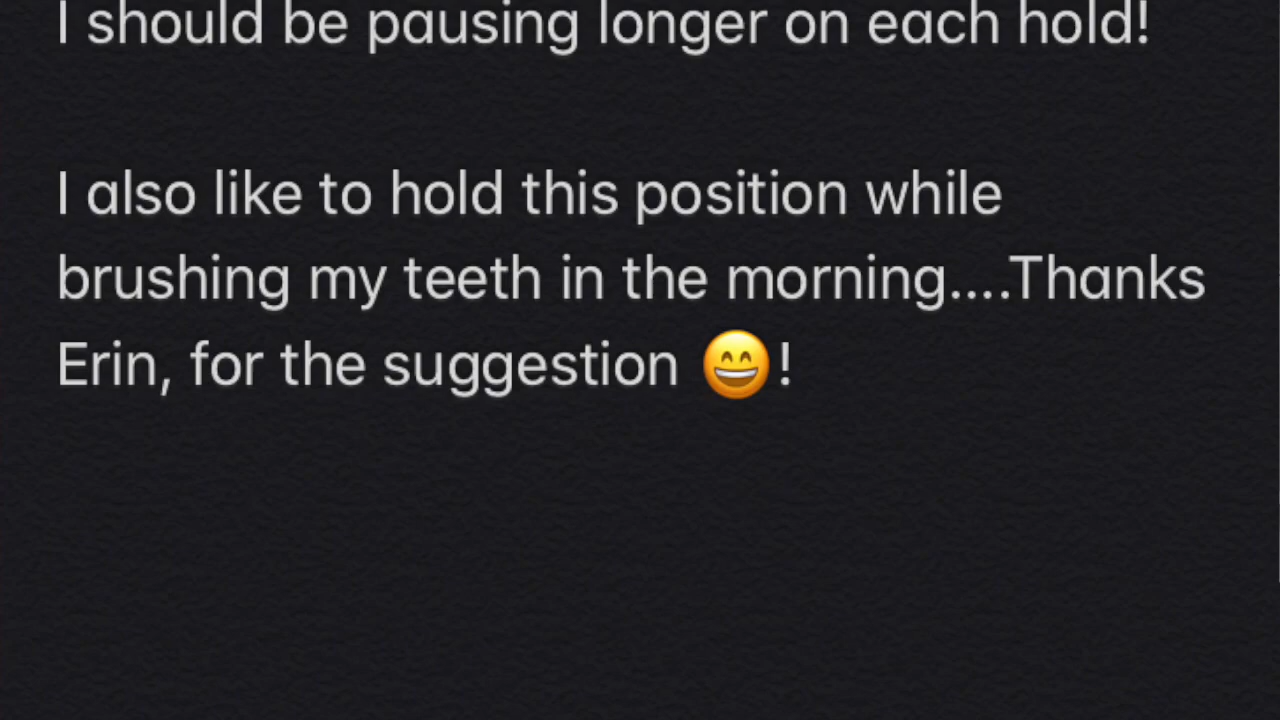 I should be pausing longer on each hold!
I also like to hold this position while
brushing my teeth in the morning....Thanks
Erin, for the suggestion 😄!